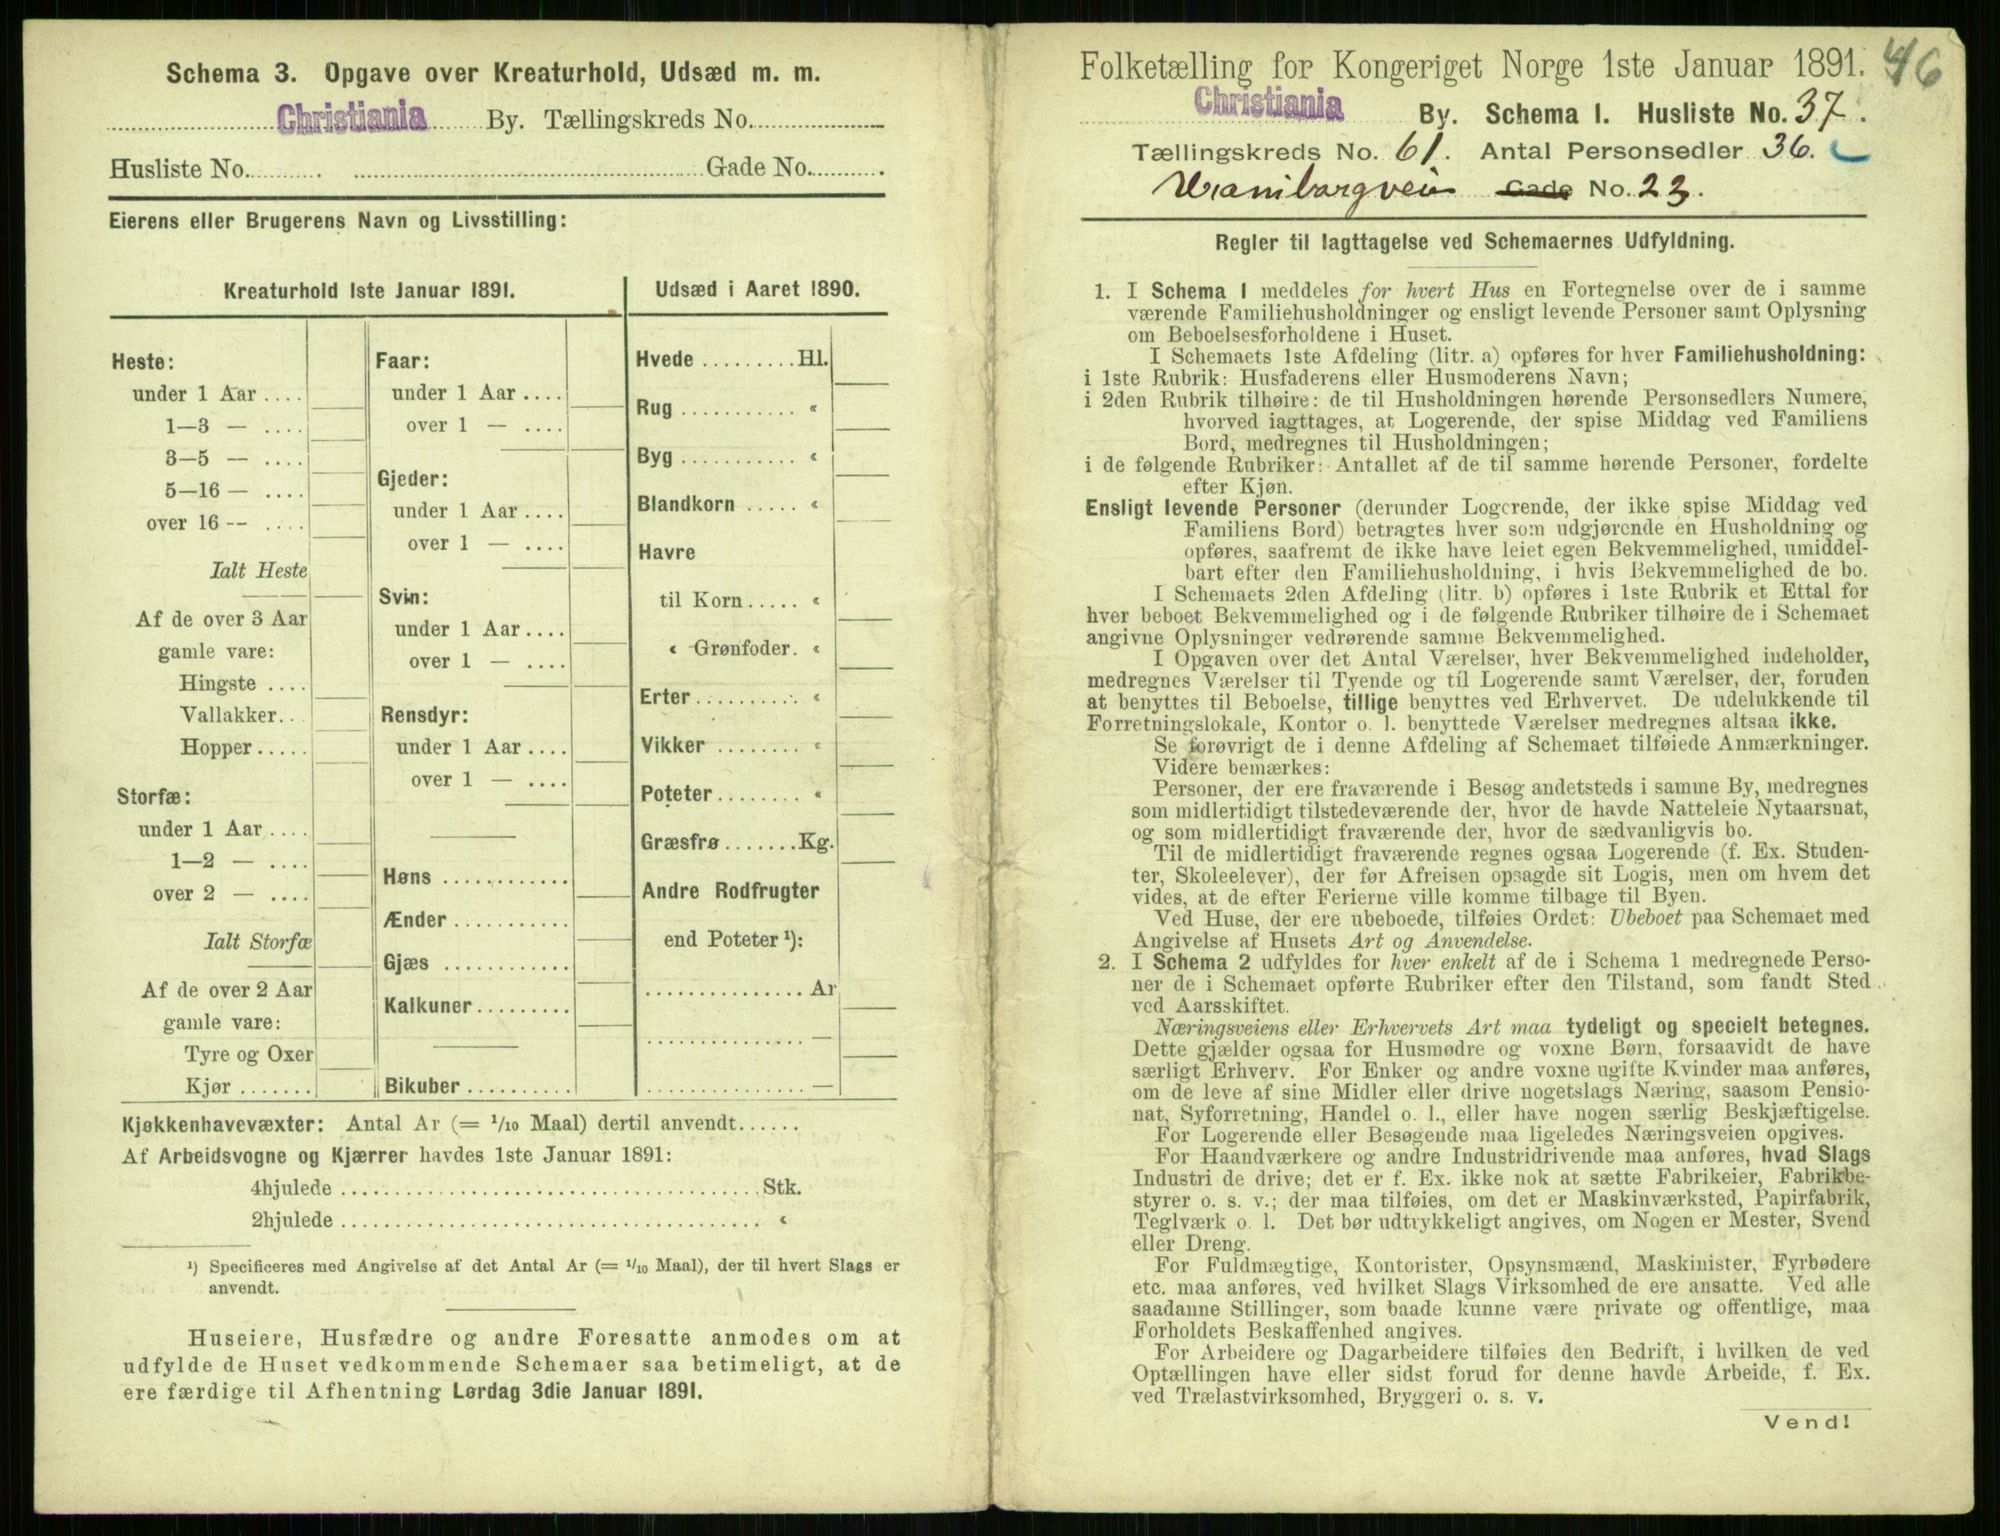 Schema 3. Opgave over Kreaturhold, Udsæd m. m.
Christiania By. Tællingskreds No.
Husliste No. Gade No.
Eierens eller Brugerens Navn og Livsstilling:
Kreaturhold 1ste Januar 1891.
Heste:
under 1 Aar ....
1—3 — ....
3—5 — ....
5—16 — ....
over 16 — ....
Ialt Heste
Af de over 3 Aar
gamle vare:
Hingste ....
Vallakker..
Hopper.....
Storfæ:
under 1 Aar ....
1—2 — ....
over 2 — ....
Ialt Storfæ
Af de over 2 Aar
gamle vare:
Tyre og Oxer
Kjør .......
Faar:
under 1 Aar ....
over 1 — ....
Gjeder:
under 1 Aar ....
over 1 — ....
Svin:
under 1 Aar ....
over 1 — ....
Rensdyr:
under 1 Aar ....
over 1 — ....
Høns ............
Ænder ...........
Gjæs ............
Kalkuner.........
Bikuber..........
Udsæd i Aaret 1890.
Hvede .........Hl.
Rug ........... «
Byg ........... «
Blandkorn ..... «
Havre
til Korn ..... «
« Grønfoder. «
Erter.......... «
Vikker ........ «
Poteter........ «
Græsfrø .......Kg.
Andre Rodfrugter
end Poteter ¹):
............... Ar
............... —
............... —
Kjøkkenhavevæxter: Antal Ar (= 1/10 Maal) dertil anvendt......
Af Arbeidsvogne og Kjærrer havdes 1ste Januar 1891:
4hjulede ........................................Stk.
2hjulede ........................................ «
¹) Specificeres med Angivelse af det Antal Ar (= 1/10 Maal), der til hvert Slags er
anvendt.
Huseiere, Husfædre og andre Foresatte anmodes om at
udfylde de Huset vedkommende Schemaer saa betimeligt, at de
ere færdige til Afhentning Lørdag 3die Januar 1891.
Folketælling for Kongeriget Norge 1ste Januar 1891. 46
Christiania By. Schema 1. Husliste No. 37.
Tællingskreds No. 61. Antal Personsedler 36.
Uranibargveien Gade No. 23.
Regler til Iagttagelse ved Schemaernes Udfyldning.
1. I Schema 1 meddeles for hvert Hus en Fortegnelse over de i samme
værende Familiehusholdninger og ensligt levende Personer samt Oplysning
om Beboelsesforholdene i Huset.
I Schemaets 1ste Afdeling (litr. a) opføres for hver Familiehusholdning:
i 1ste Rubrik: Husfaderens eller Husmoderens Navn;
i 2den Rubrik tilhøire: de til Husholdningen hørende Personsedlers Numere,
hvorved iagttages, at Logerende, der spise Middag ved Familiens
Bord, medregnes til Husholdningen;
i de følgende Rubriker: Antallet af de til samme hørende Personer, fordelte
efter Kjøn.
Ensligt levende Personer (derunder Logerende, der ikke spise Middag ved
Familiens Bord) betragtes hver som udgjørende en Husholdning og
opføres, saafremt de ikke have leiet egen Bekvemmelighed, umiddel-
bart efter den Familiehusholdning, i hvis Bekvemmelighed de bo.
I Schemaets 2den Afdeling (litr. b) opføres i 1ste Rubrik et Ettal for
hver beboet Bekvemmelighed og i de følgende Rubriker tilhøire de i Schemaet
angivne Oplysninger vedrørende samme Bekvemmelighed.
I Opgaven over det Antal Værelser, hver Bekvemmelighed indeholder,
medregnes Værelser til Tyende og til Logerende samt Værelser, der, foruden
at benyttes til Beboelse, tillige benyttes ved Erhvervet. De udelukkende til
Forretningslokale, Kontor o. l. benyttede Værelser medregnes altsaa ikke.
Se forøvrigt de i denne Afdeling af Schemaet tilføiede Anmærkninger.
Videre bemærkes:
Personer, der ere fraværende i Besøg andetsteds i samme By, medregnes
som midlertidigt tilstedeværende der, hvor de havde Natteleie Nytaarsnat,
og som midlertidigt fraværende der, hvor de sædvanligvis bo.
Til de midlertidigt fraværende regnes ogsaa Logerende (f. Ex. Studen-
ter, Skoleelever), der før Afreisen opsagde sit Logis, men om hvem det
vides, at de efter Ferierne ville komme tilbage til Byen.
Ved Huse, der ere ubeboede, tilføies Ordet: Ubeboet paa Schemaet med
Angivelse af Husets Art og Anvendelse.
2. I Schema 2 udfyldes for hver enkelt af de i Schema 1 medregnede Perso-
ner de i Schemaet opførte Rubriker efter den Tilstand, som fandt Sted
ved Aarsskiftet.
Næringsveiens eller Erhvervets Art maa tydeligt og specielt betegnes.
Dette gjælder ogsaa for Husmødre og voxne Børn, forsaavidt de have
særligt Erhverv. For Enker og andre voxne ugifte Kvinder maa anføres,
om de leve af sine Midler eller drive nogetslags Næring, saasom Pensio-
nat, Syforretning, Handel o. l., eller have nogen særlig Beskjæftigelse.
For Logerende eller Besøgende maa ligeledes Næringsveien opgives.
For Haandværkere og andre Industridrivende maa anføres, hvad Slags
Industri de drive; det er f. Ex. ikke nok at sætte Fabrikeier, Fabrikbe-
styrer o. s. v.; der maa tilføies, om det er Maskinværksted, Papirfabrik,
Teglværk o. l. Det bør udtrykkeligt angives, om Nogen er Mester, Svend
eller Dreng.
For Fuldmægtige, Kontorister, Opsynsmænd, Maskinister, Fyrbødere
etc. maa anføres, ved hvilket Slags Virksomhed de ere ansatte. Ved alle
saadanne Stillinger, som baade kunne være private og offentlige, maa
Forholdets Beskaffenhed angives.
For Arbeidere og Dagarbeidere tilføies den Bedrift, i hvilken de ved
Optællingen have eller sidst forud for denne havde Arbeide, f. Ex.
ved Trælastvirksomhed, Bryggeri o. s. v.
Vend!